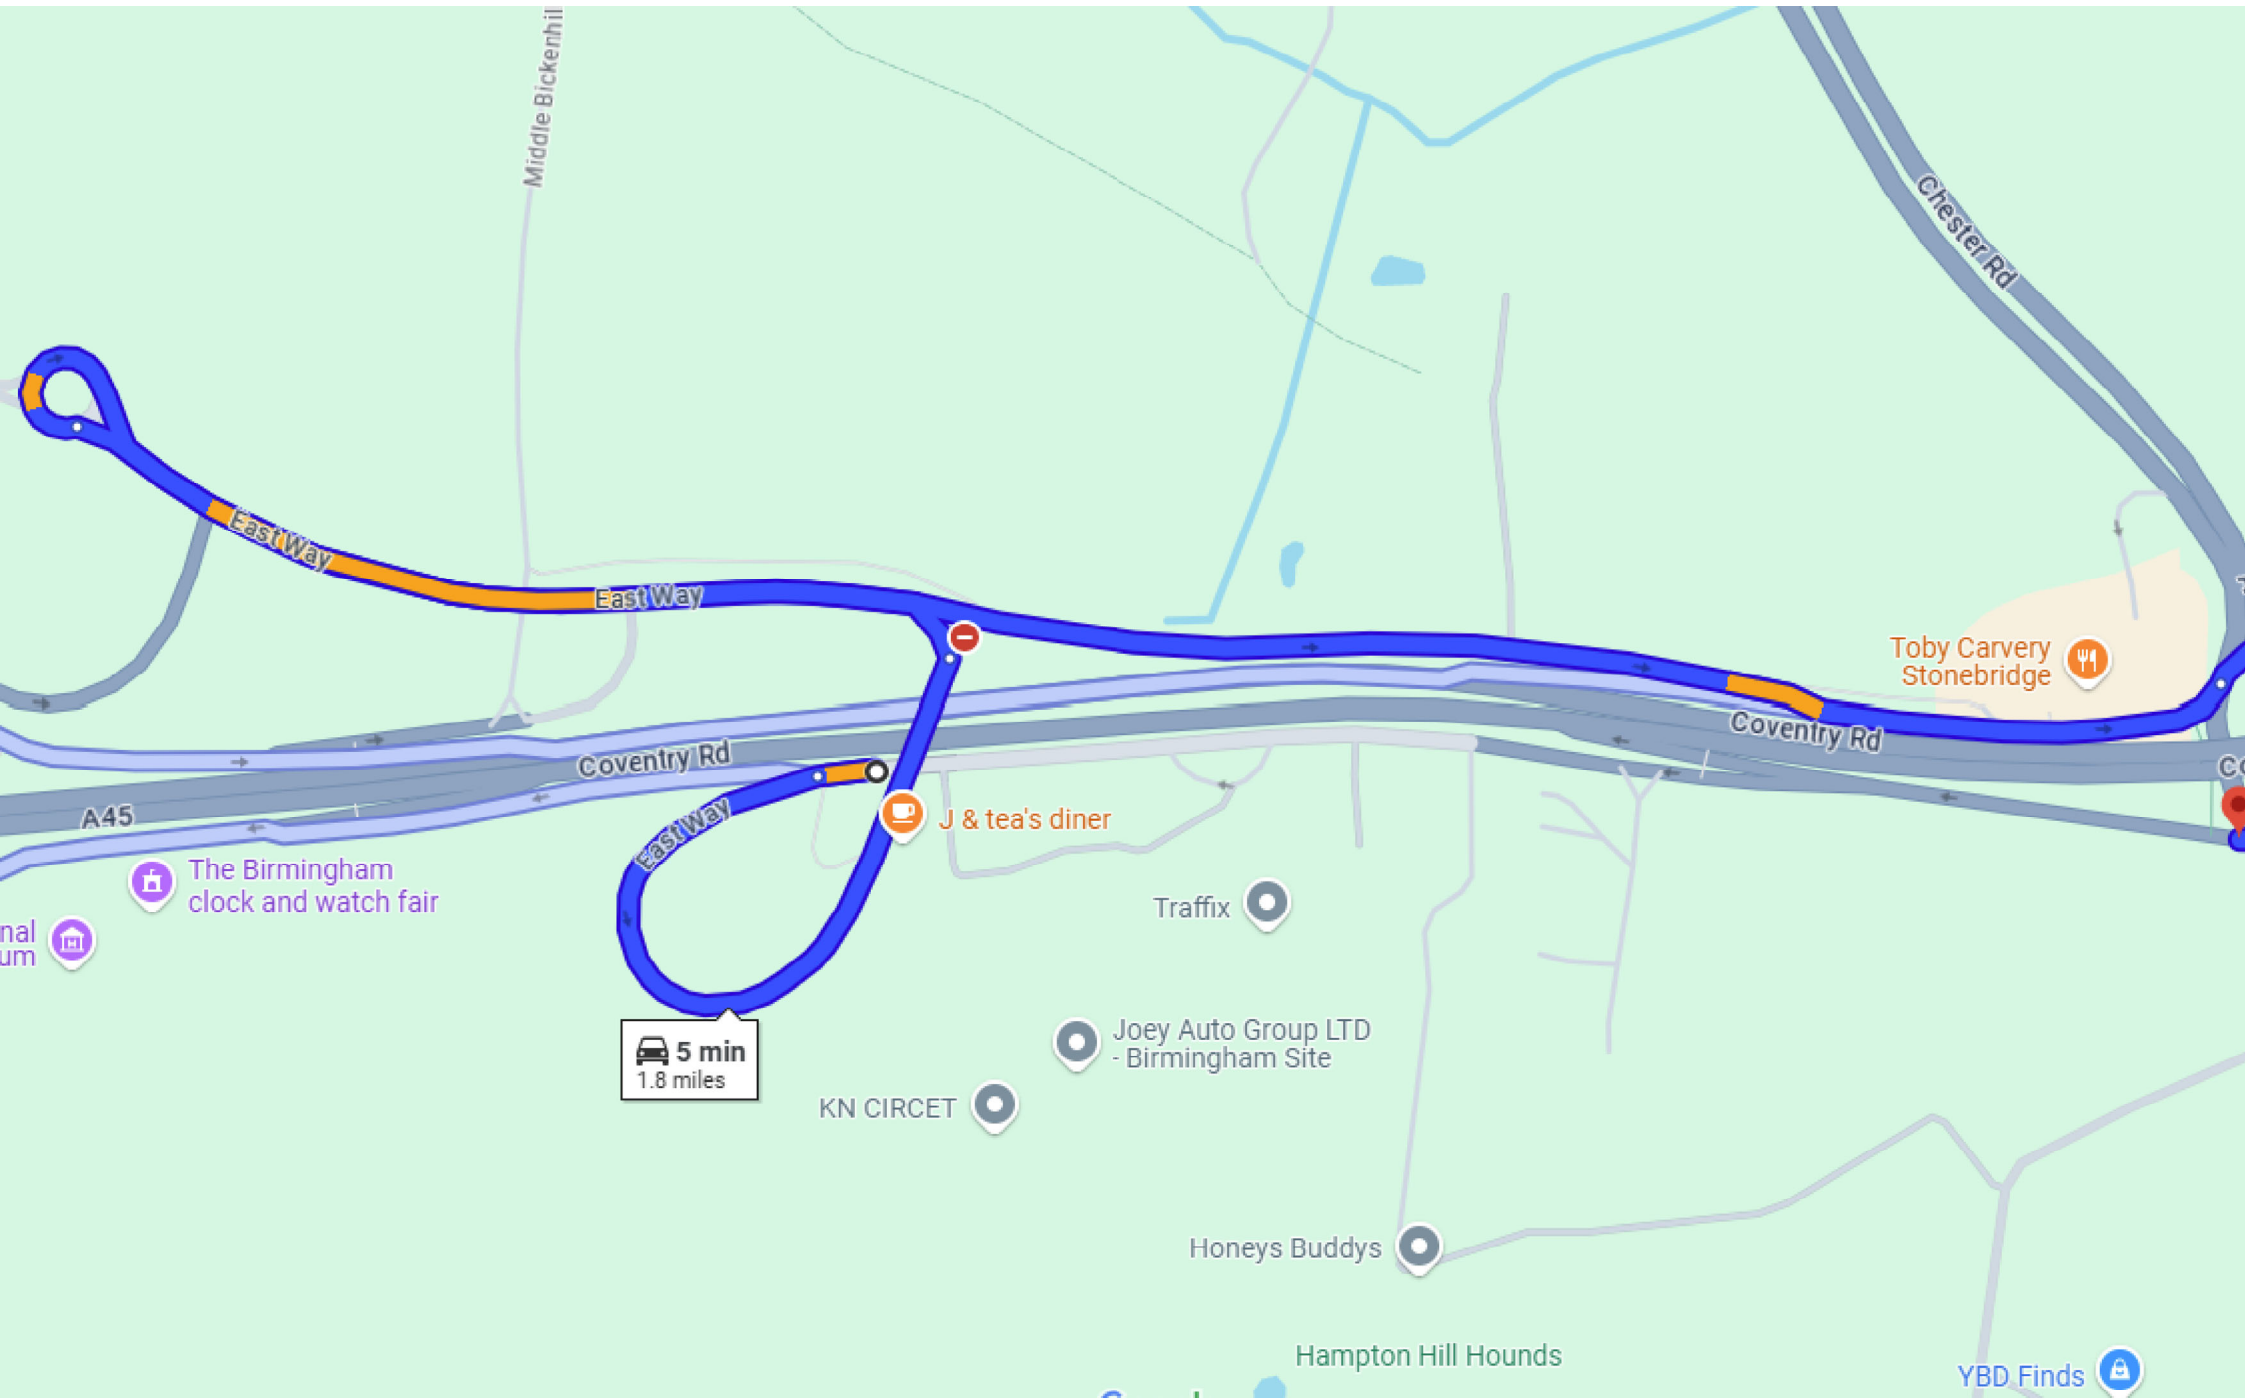 Middle Bickenhil
Chester Rd
East Way
East Way
Toby Carvery
Stonebridge
Coventry Rd
Coventry Rd
A45
East Way
J & tea's diner
The Birmingham
clock and watch fair
nal
um
Traffix
5 min
1.8 miles
Joey Auto Group LTD
- Birmingham Site
KN CIRCET
Honeys Buddys
Hampton Hill Hounds
YBD Finds